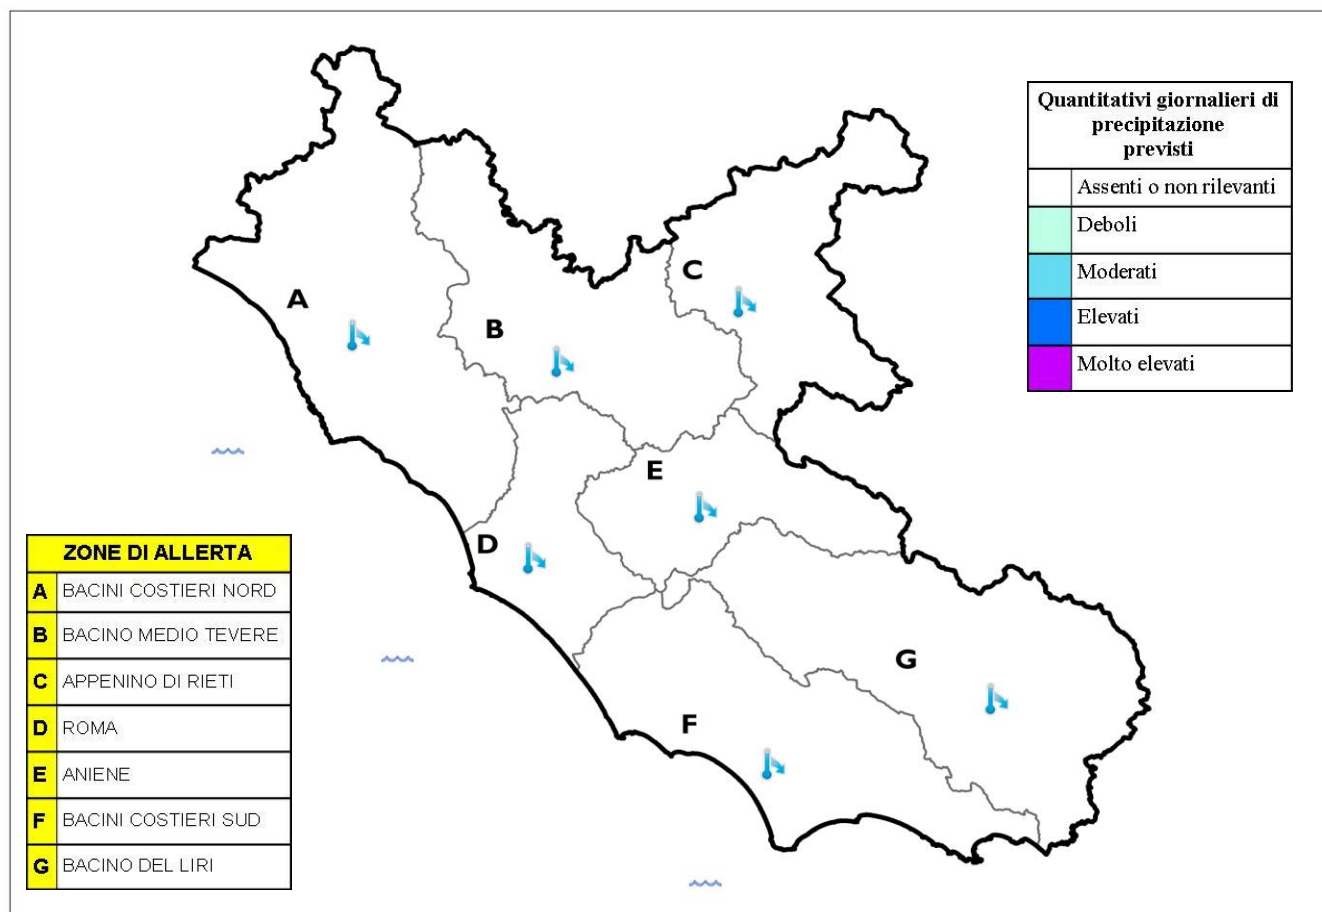 Quantitativi giornalieri di
precipitazione
previsti
Assenti o non rilevanti
Deboli
Moderati
Elevati
Molto elevati
A
B
C
D
E
F
G
ZONE DI ALLERTA
A BACINI COSTIERI NORD
B BACINO MEDIO TEVERE
C APPENINO DI RIETI
D ROMA
E ANIENE
F BACINI COSTIERI SUD
G BACINO DEL LIRI